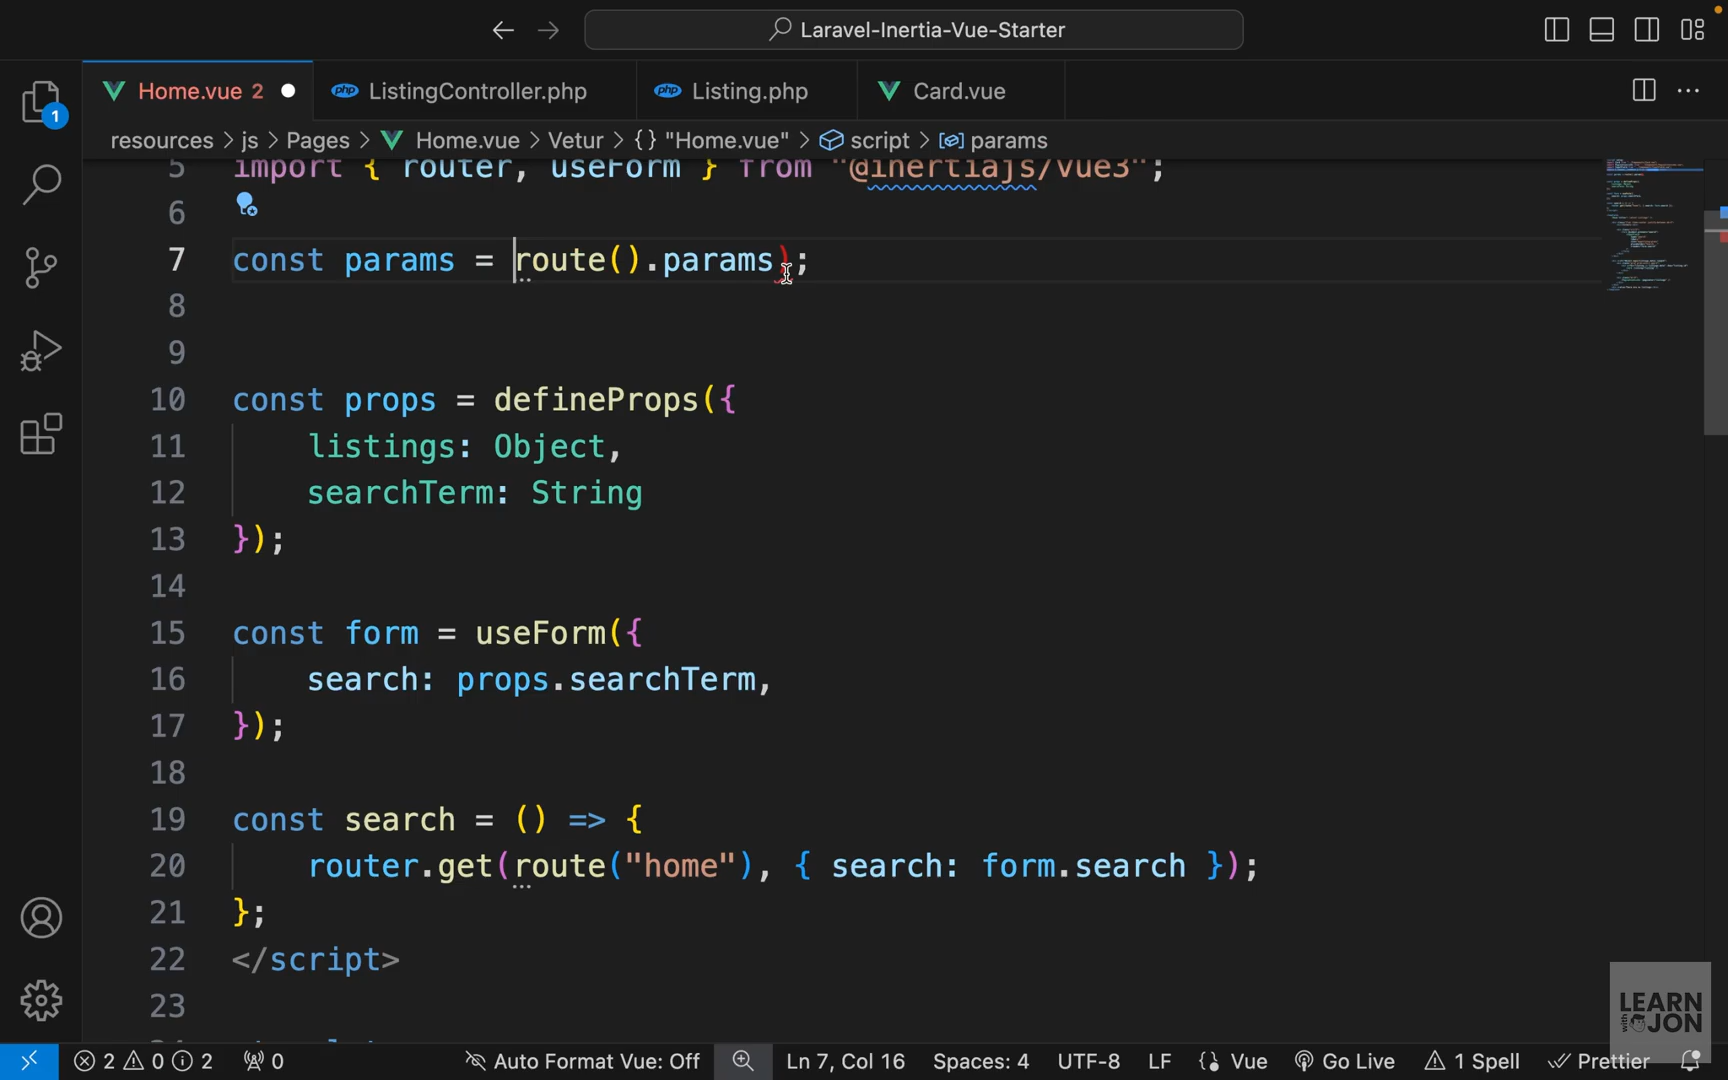 Laravel-Inertia-Vue-Starter
Home.vue 2
ListingController.php
Listing.php
Card.vue
resources > js > Pages > Home.vue > Vetur > {} "Home.vue" > script > params
5 import { router, useForm } from "@inertiajs/vue3";
6
7 const params = route().params);
8
9
10 const props = defineProps({
11 listings: Object,
12 searchTerm: String
13 });
14
15 const form = useForm({
16 search: props.searchTerm,
17 });
18
19 const search = () => {
20 router.get(route("home"), { search: form.search });
21 };
22 </script>
23
1
LEARN
with JON
2 0 2 0 Auto Format Vue: Off Ln 7, Col 16 Spaces: 4 UTF-8 LF {} Vue Go Live 1 Spell Prettier